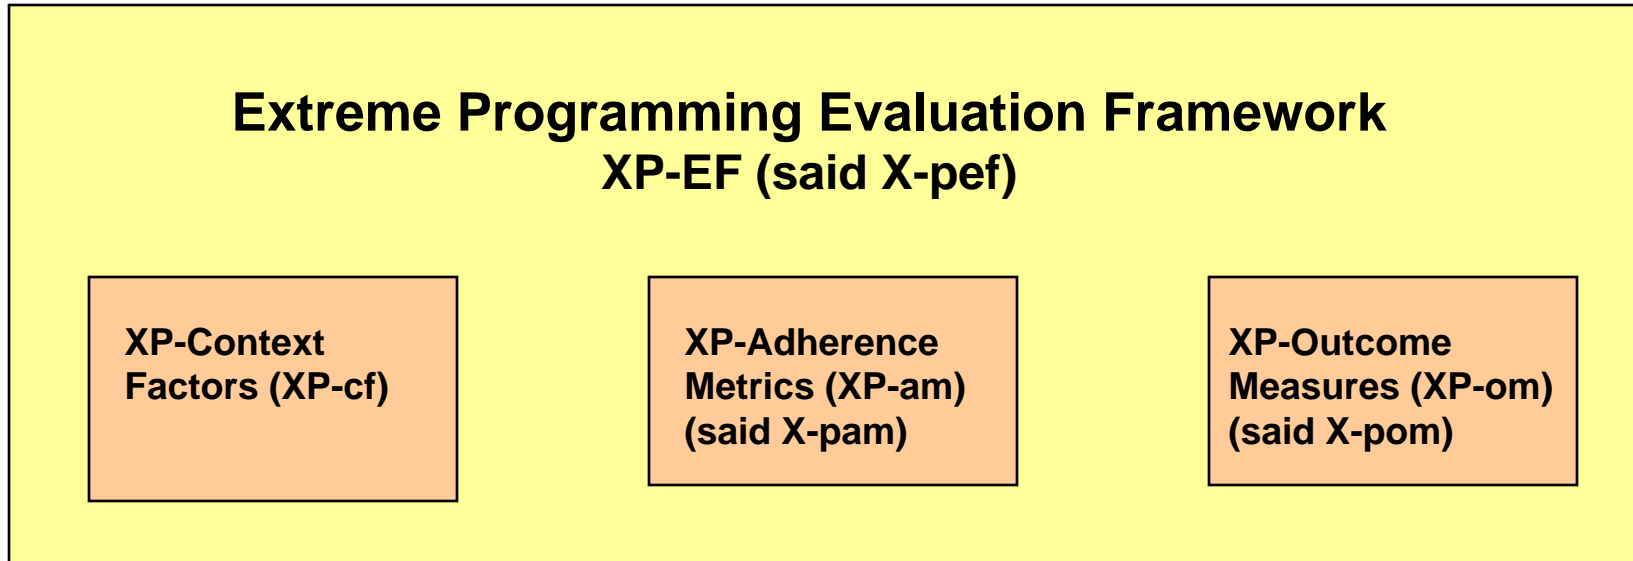 Extreme Programming Evaluation Framework
XP-EF (said X-pef)
XP-Context
Factors (XP-cf)
XP-Adherence
Metrics (XP-am)
(said X-pam)
XP-Outcome
Measures (XP-om)
(said X-pom)